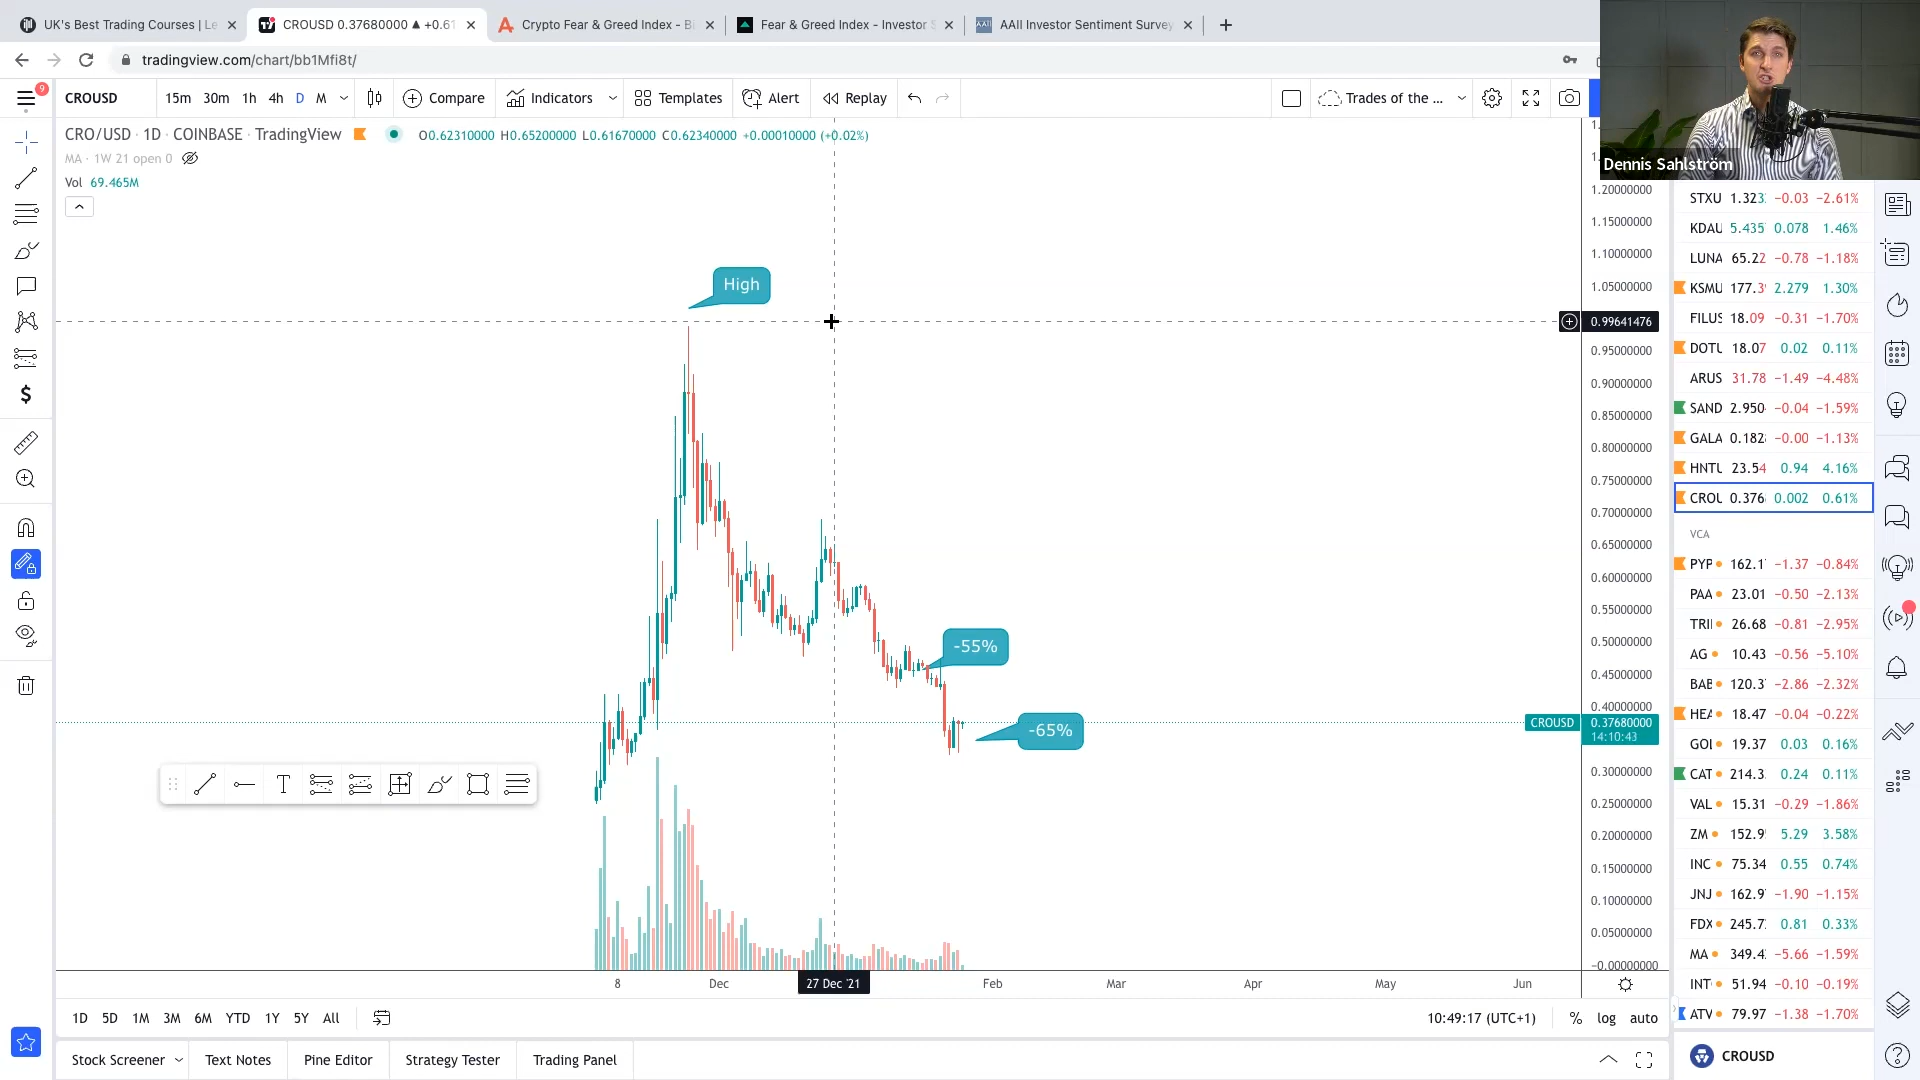 UK's Best Trading Courses | Le
CROUSD 0.37680000 ▲ +0.61
Crypto Fear & Greed Index - Bi
Fear & Greed Index - Investor S
AAII Investor Sentiment Survey
tradingview.com/chart/bb1Mfi8t/
Dennis Sahlström
9
CROUSD
15m 30m 1h 4h D M
Compare
Indicators
Templates
Alert
Replay
Trades of the ...
CRO/USD · 1D · COINBASE · TradingView
O0.62310000 H0.65200000 L0.61670000 C0.62340000 +0.00010000 (+0.02%)
MA · 1W 21 open 0
Vol 69.465M
High
-55%
-65%
1.20000000
1.15000000
1.10000000
1.05000000
0.99641476
0.95000000
0.90000000
0.85000000
0.80000000
0.75000000
0.70000000
0.65000000
0.60000000
0.55000000
0.50000000
0.45000000
0.40000000
CROUSD 0.37680000
14:10:43
0.30000000
0.25000000
0.20000000
0.15000000
0.10000000
0.05000000
-0.00000000
8 Dec 27 Dec '21 Feb Mar Apr May Jun
STXU 1.323 −0.03 −2.61%
KDAU 5.435 0.078 1.46%
LUNA 65.22 −0.78 −1.18%
KSMU 177.3 2.279 1.30%
FILUS 18.09 −0.31 −1.70%
DOTU 18.07 0.02 0.11%
ARUS 31.78 −1.49 −4.48%
SAND 2.950 −0.04 −1.59%
GALA 0.182 −0.00 −1.13%
HNTU 23.54 0.94 4.16%
CROU 0.376 0.002 0.61%
VCA
PYP 162.1 −1.37 −0.84%
PAA 23.01 −0.50 −2.13%
TRI 26.68 −0.81 −2.95%
AG 10.43 −0.56 −5.10%
BAB 120.3 −2.86 −2.32%
HEA 18.47 −0.04 −0.22%
GOI 19.37 0.03 0.16%
CAT 214.3 0.24 0.11%
VAL 15.31 −0.29 −1.86%
ZM 152.9 5.29 3.58%
INC 75.34 0.55 0.74%
JNJ 162.9 −1.90 −1.15%
FDX 245.7 0.81 0.33%
MA 349.4 −5.66 −1.59%
INT 51.94 −0.10 −0.19%
ATV 79.97 −1.38 −1.70%
CROUSD
1D 5D 1M 3M 6M YTD 1Y 5Y All
10:49:17 (UTC+1) % log auto
Stock Screener
Text Notes
Pine Editor
Strategy Tester
Trading Panel